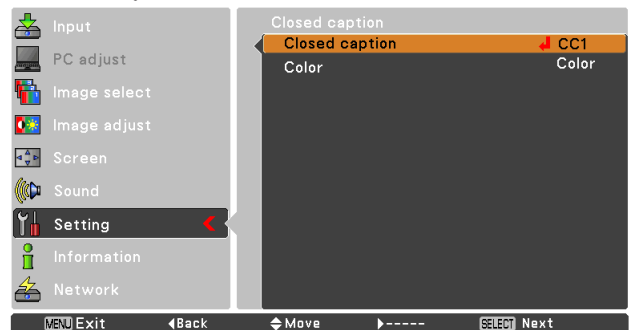 Input
PC adjust
Image select
Image adjust
Screen
Sound
Setting
Information
Network
Closed caption
Closed caption CC1
Color Color
MENU Exit Back Move ----- SELECT Next